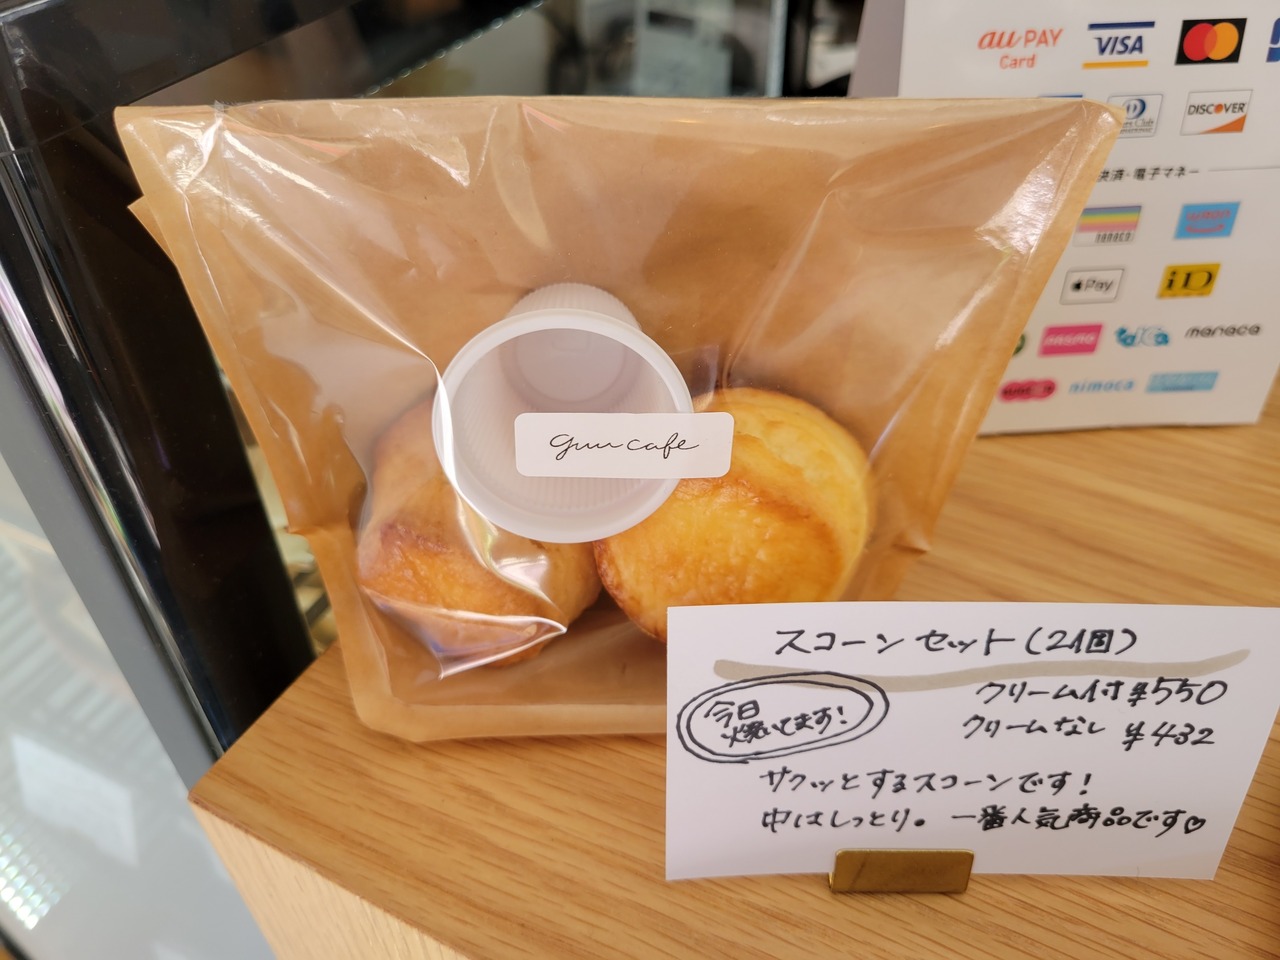 au PAY
Card
VISA
DISCOVER
決済・電子マネー
nanaco
Pay
iD
PASMO
manaca
nimoca
guu cafe
スコーンセット(2個)
今日
焼いてます!
クリーム付¥550
クリームなし ¥432
サクッとするスコーンです!
中はしっとり。一番人気商品です♡